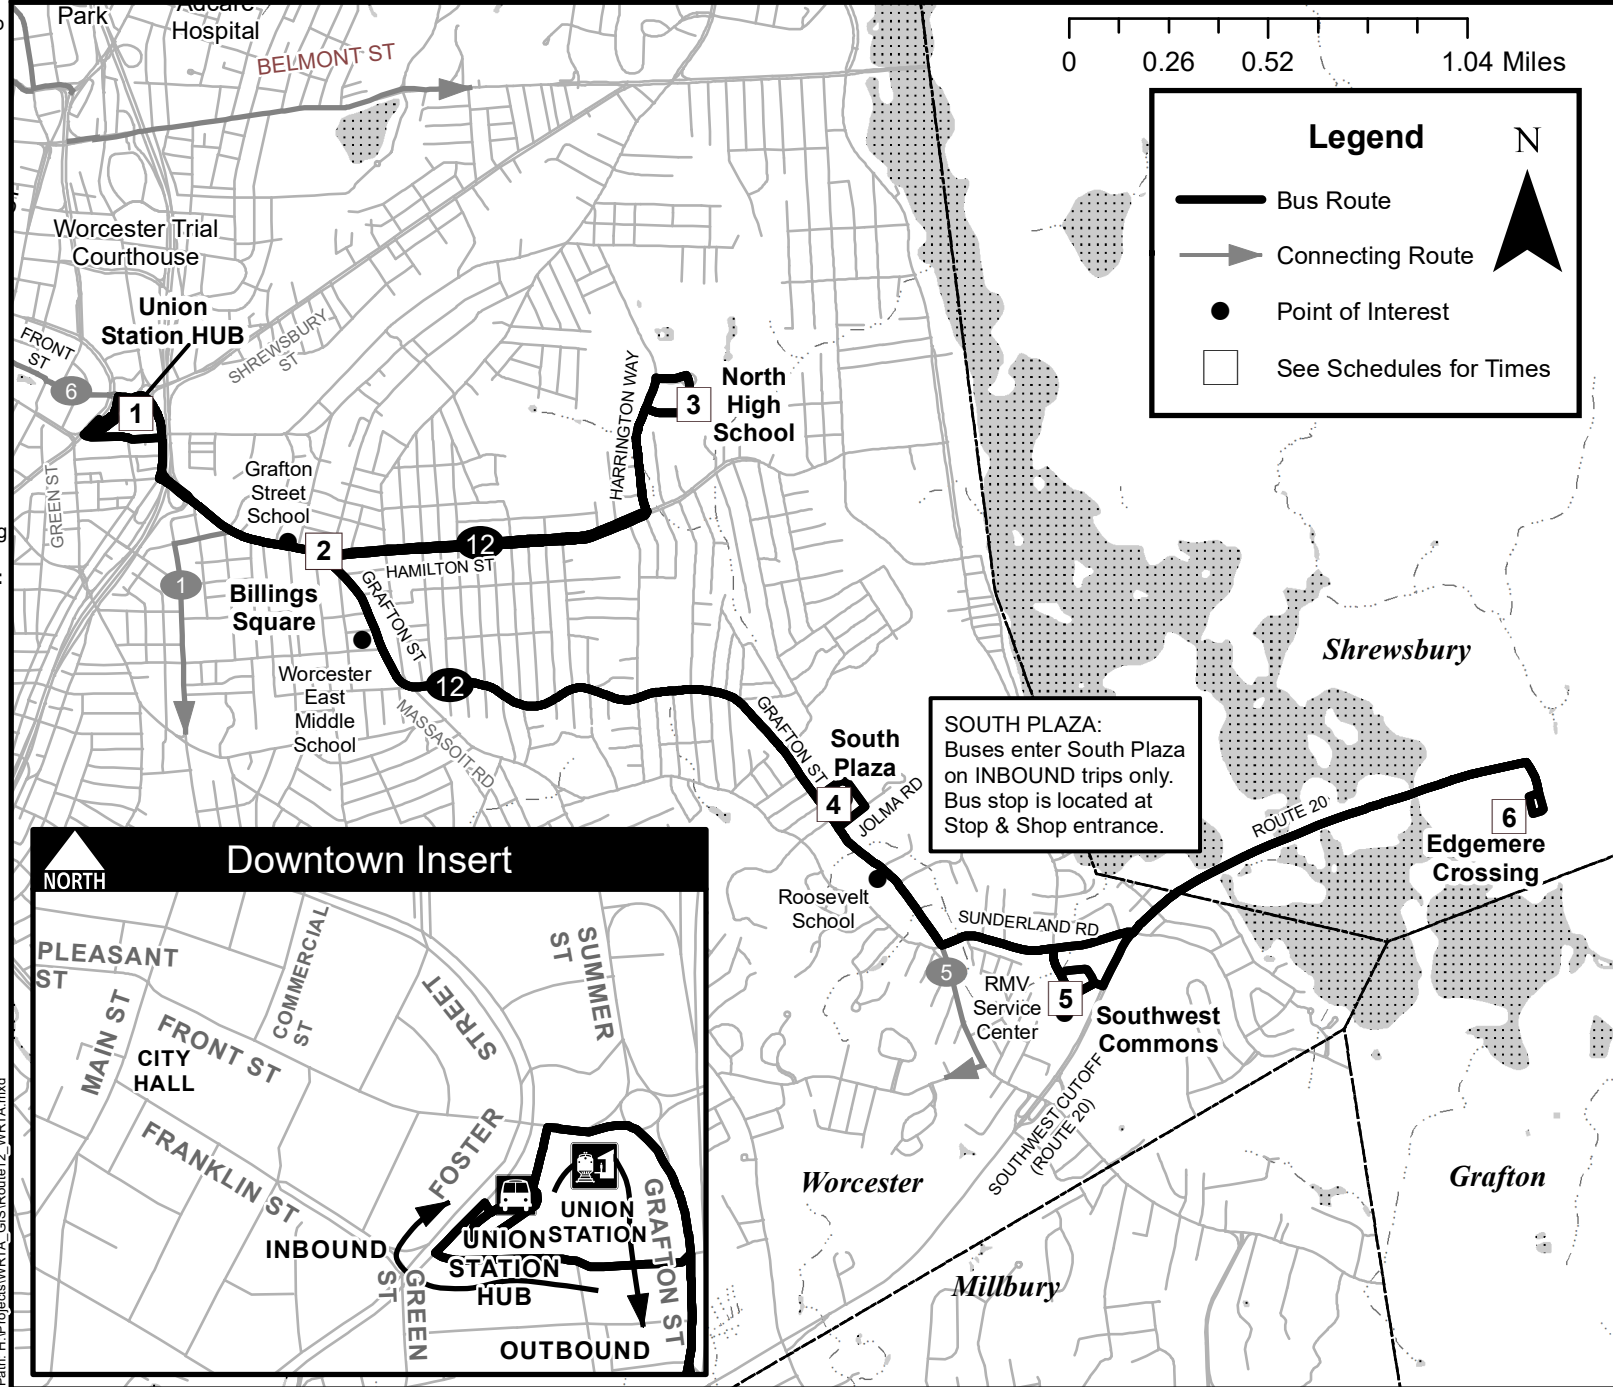 Park
Hospital
BELMONT ST
0
0.26
0.52
1.04 Miles
Legend
N
Bus Route
Connecting Route
Point of Interest
See Schedules for Times
Worcester Trial
Courthouse
Union
Station HUB
FRONT
ST
SHREWSBURY
ST
6
1
GREEN ST
Grafton
Street
School
HARRINGTON WAY
3
North
High
School
2
12
HAMILTON ST
1
Billings
Square
GRAFTON ST
Worcester
East
Middle
School
12
MASSASOIT RD
GRAFTON ST
South
Plaza
4
JOLMA RD
SOUTH PLAZA:
Buses enter South Plaza
on INBOUND trips only.
Bus stop is located at
Stop & Shop entrance.
Shrewsbury
ROUTE 20
6
Edgemere
Crossing
Roosevelt
School
SUNDERLAND RD
5
RMV
Service
Center
5
Southwest
Commons
SOUTHWEST CUTOFF
(ROUTE 20)
Worcester
Grafton
Millbury
NORTH
Downtown Insert
PLEASANT
ST
MAIN ST
COMMERCIAL
ST
SUMMER
ST
STREET
FRONT ST
CITY
HALL
FRANKLIN ST
FOSTER
INBOUND
ST
GREEN
UNION
STATION
UNION
STATION
HUB
GRAFTON ST
OUTBOUND